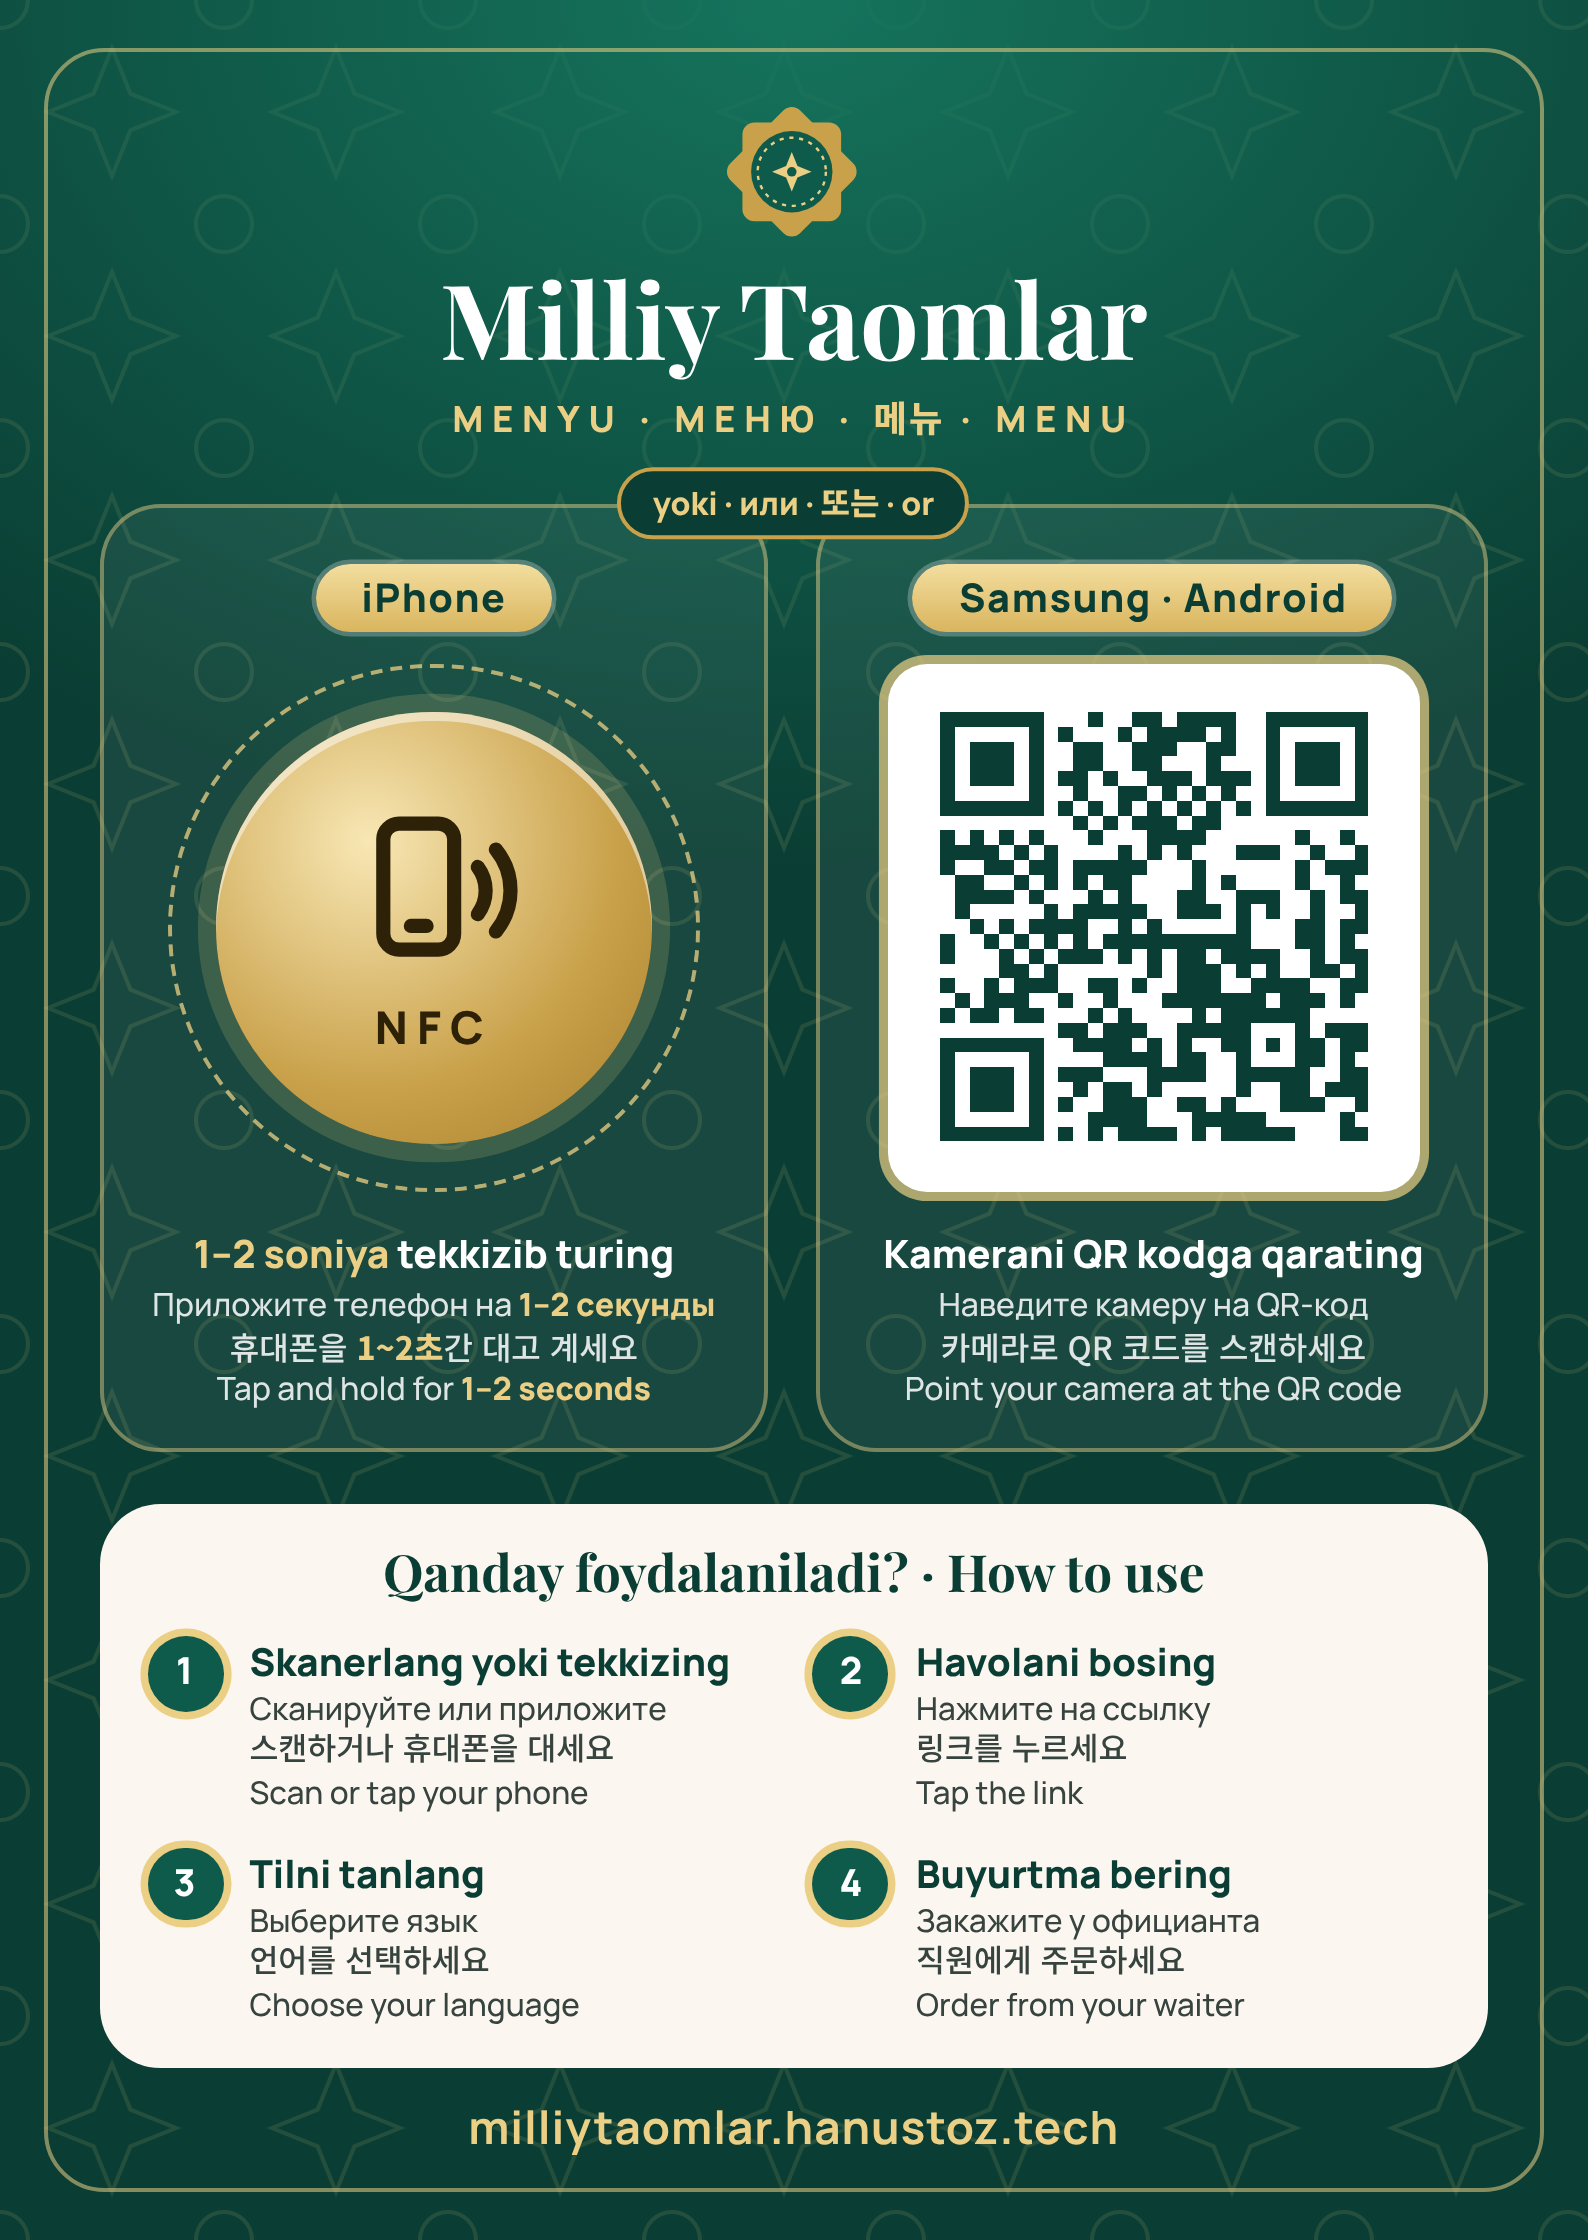 Milliy Taomlar
MENYU · МЕНЮ · 메뉴 · MENU
yoki · или · 또는 · or
iPhone
NFC
1–2 soniya tekkizib turing
Приложите телефон на 1–2 секунды
휴대폰을 1~2초간 대고 계세요
Tap and hold for 1–2 seconds
Samsung · Android
Kamerani QR kodga qarating
Наведите камеру на QR-код
카메라로 QR 코드를 스캔하세요
Point your camera at the QR code
Qanday foydalaniladi? · How to use
1
Skanerlang yoki tekkizing
Сканируйте или приложите
스캔하거나 휴대폰을 대세요
Scan or tap your phone
2
Havolani bosing
Нажмите на ссылку
링크를 누르세요
Tap the link
3
Tilni tanlang
Выберите язык
언어를 선택하세요
Choose your language
4
Buyurtma bering
Закажите у официанта
직원에게 주문하세요
Order from your waiter
milliytaomlar.hanustoz.tech